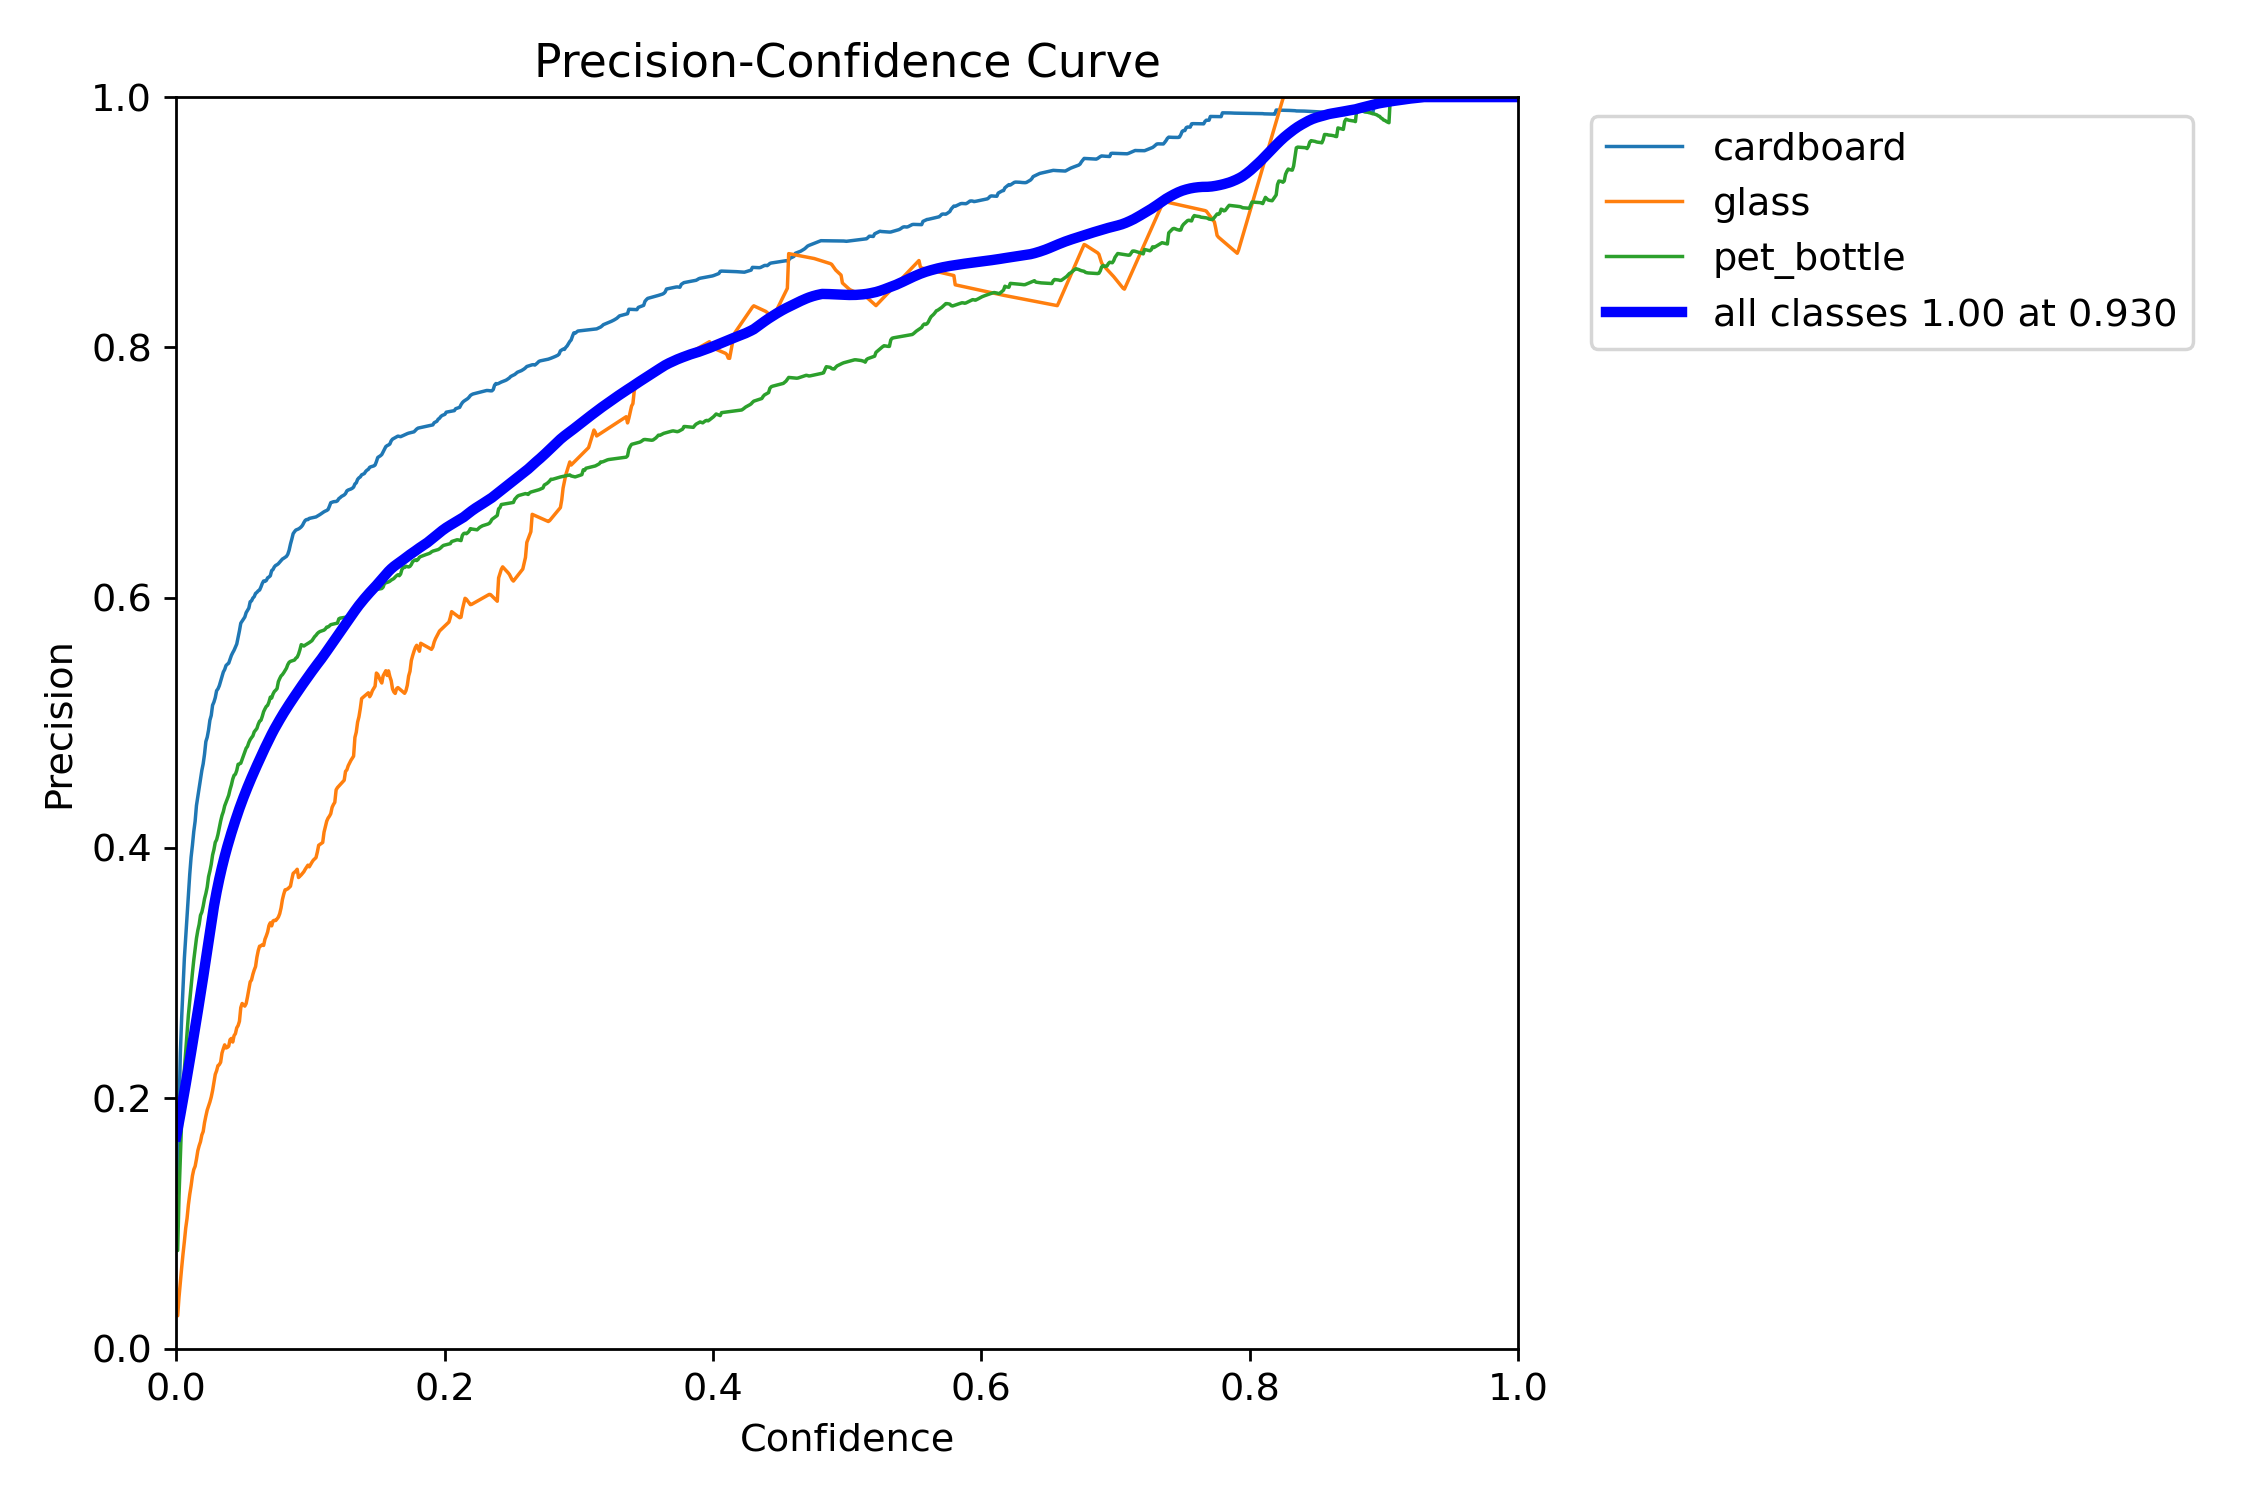 Precision-Confidence Curve
1.0
0.8
0.6
0.4
0.2
0.0
Precision
0.0 0.2 0.4 0.6 0.8 1.0
Confidence
cardboard
glass
pet_bottle
all classes 1.00 at 0.930